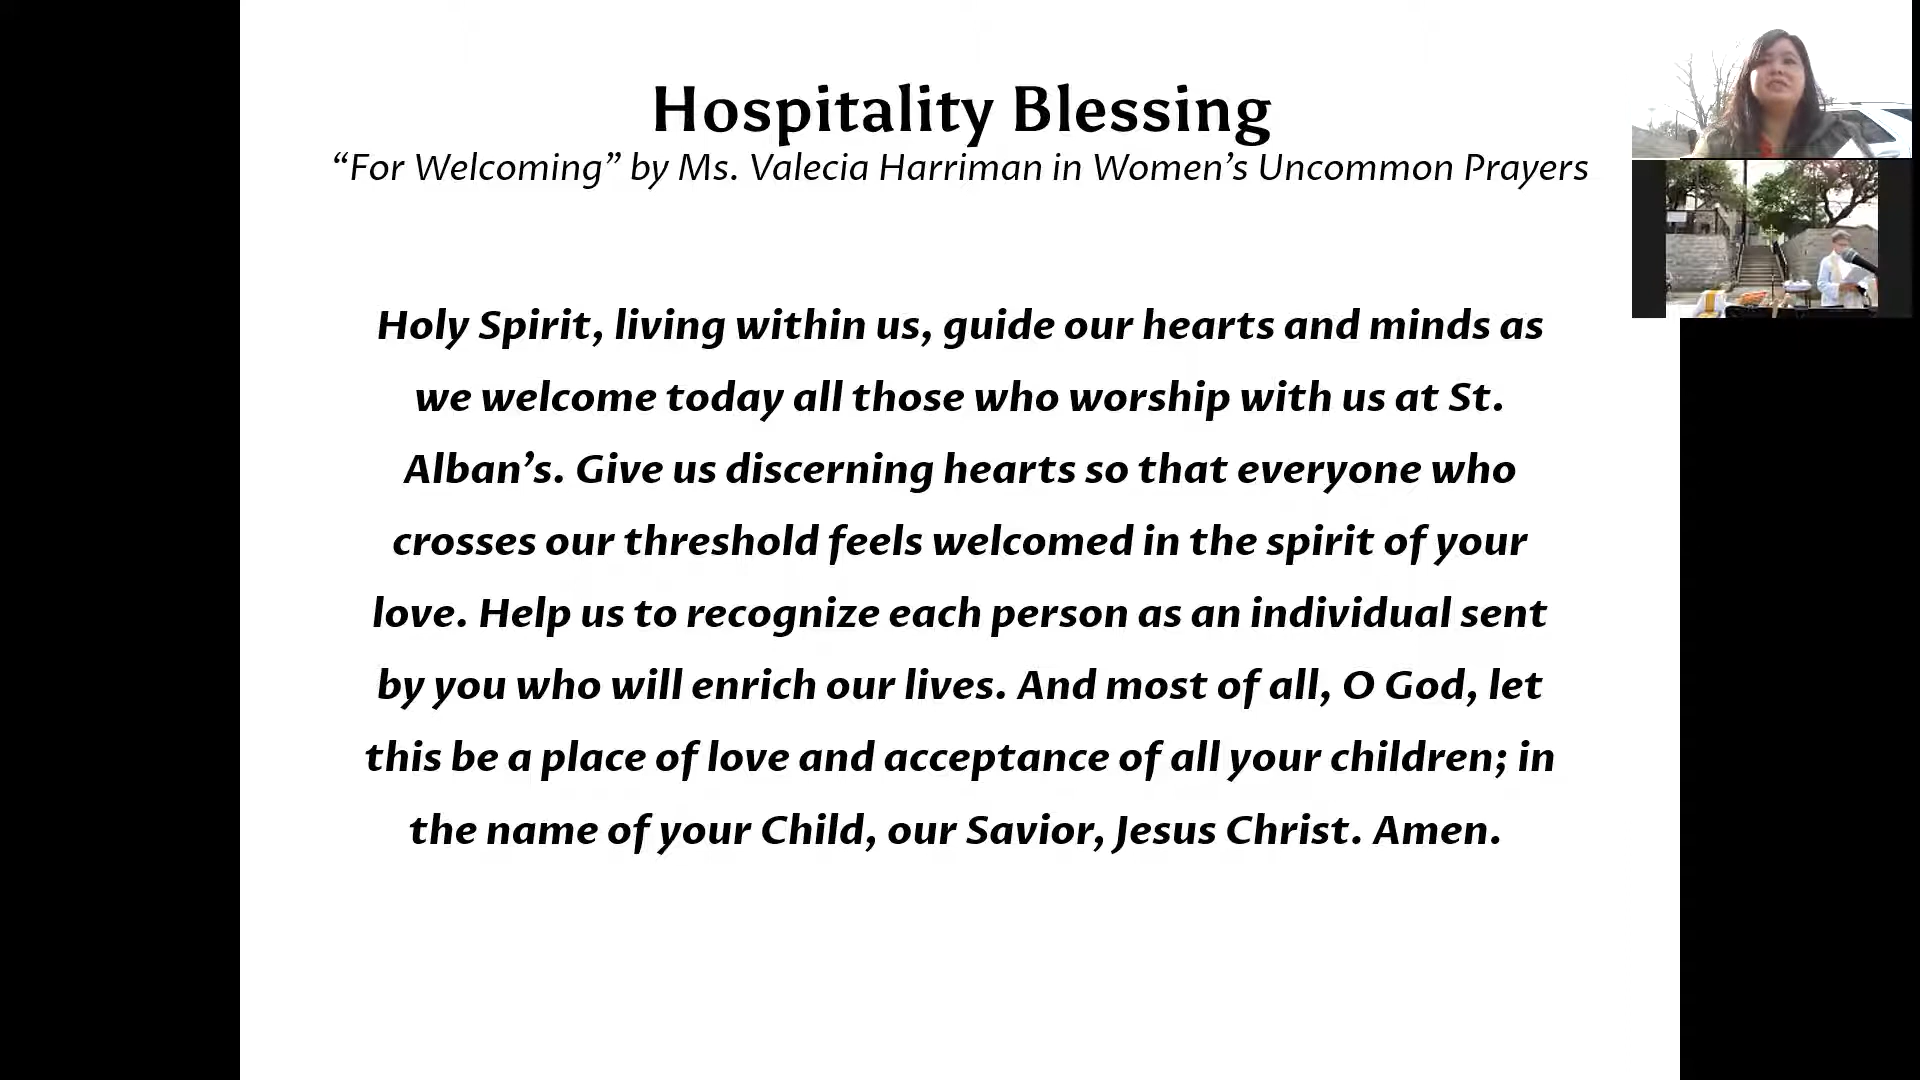 Hospitality Blessing
“For Welcoming” by Ms. Valecia Harriman in Women’s Uncommon Prayers
Holy Spirit, living within us, guide our hearts and minds as
we welcome today all those who worship with us at St.
Alban’s. Give us discerning hearts so that everyone who
crosses our threshold feels welcomed in the spirit of your
love. Help us to recognize each person as an individual sent
by you who will enrich our lives. And most of all, O God, let
this be a place of love and acceptance of all your children; in
the name of your Child, our Savior, Jesus Christ. Amen.